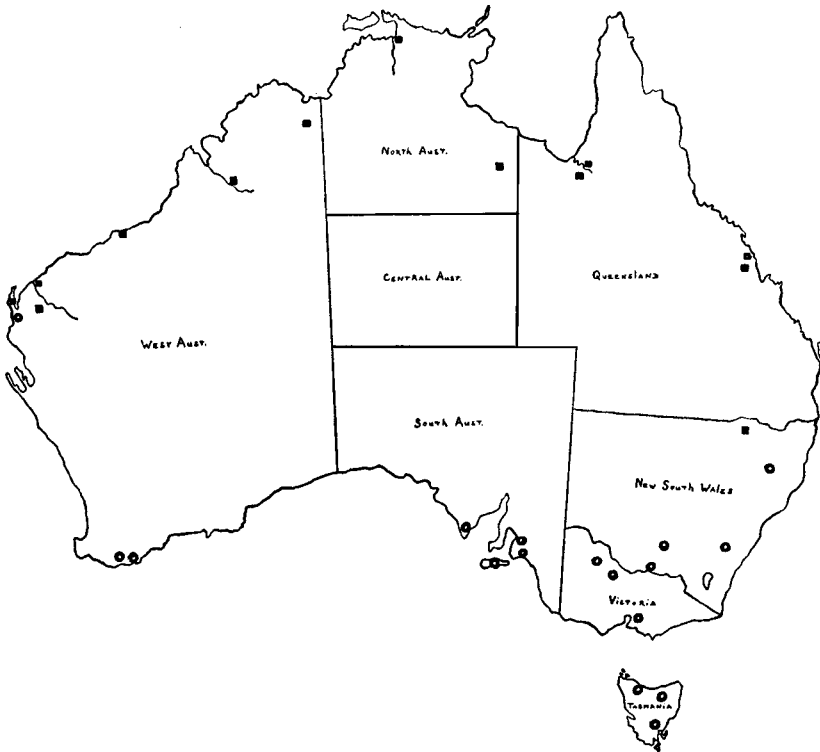 NORTH AUST.
CENTRAL AUST.
QUEENSLAND
WEST AUST.
SOUTH AUST.
NEW SOUTH WALES
VICTORIA
TASMANIA